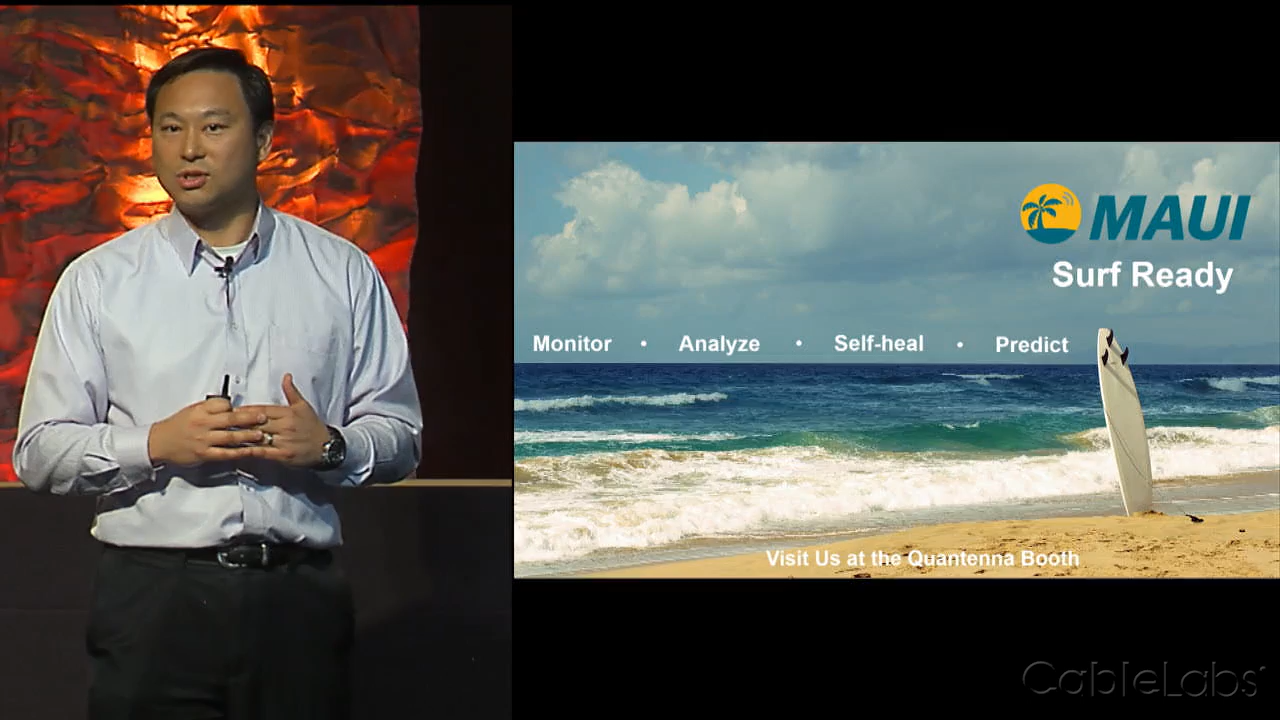 MAUI
Surf Ready
Monitor • Analyze • Self-heal • Predict
Visit Us at the Quantenna Booth
CableLabs